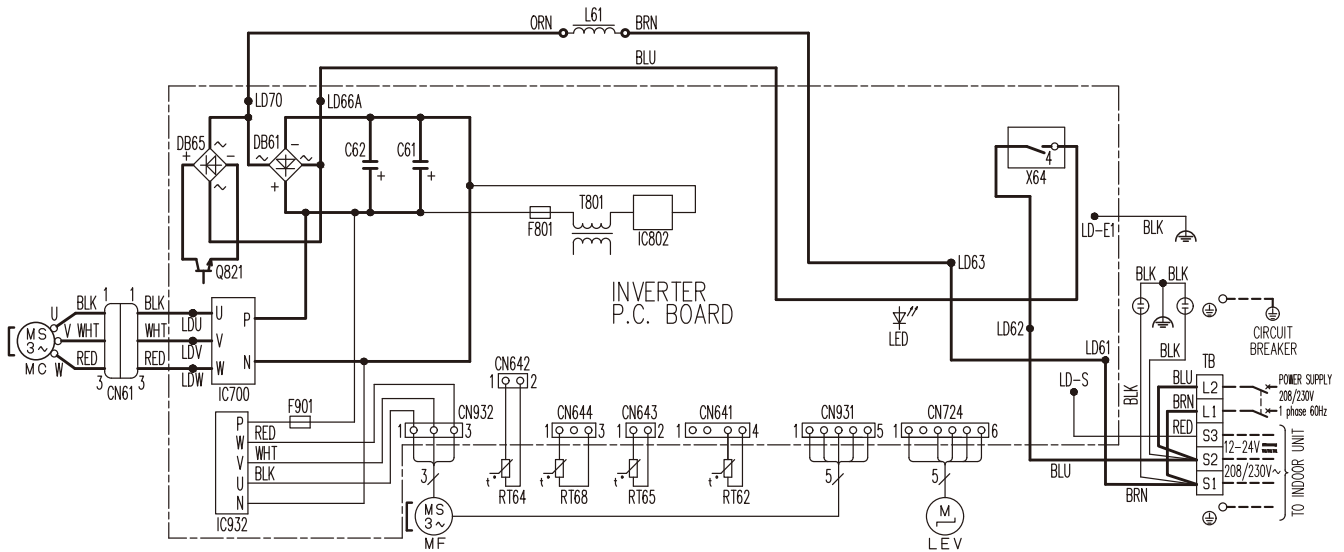 ORN L61 BRN
BLU
LD70 LD66A
DB65 ~ DB61 -
+ - ~ ~
~ +
C62 C61
+ +
4
X64
T801
F801 IC802
LD-E1 BLK
Q821
INVERTER
P.C. BOARD
LD63
LED
LD62
LD61
LD-S
BLK BLK
BLK
BLK
CIRCUIT
BREAKER
TB
U BLK 1 1 BLK U P
V WHT WHT V
W RED 3 3 RED W N
LDU
LDV
LDW
MS
3~
MC
CN61
IC700
P F901
W RED
V WHT
U BLK
N
IC932
1 CN932 3
3
MS
3~
MF
CN642
1 2
t°
RT64
CN644
1 3
t°
RT68
CN643
1 2
t°
RT65
CN641
1 4
t°
RT62
CN931
1 5
5
CN724
1 6
5
M
LEV
BLU L2 POWER SUPPLY
208/230V
BRN L1 1 phase 60Hz
RED S3
12-24V
S2
208/230V~
S1
BLU
BRN
TO INDOOR UNIT